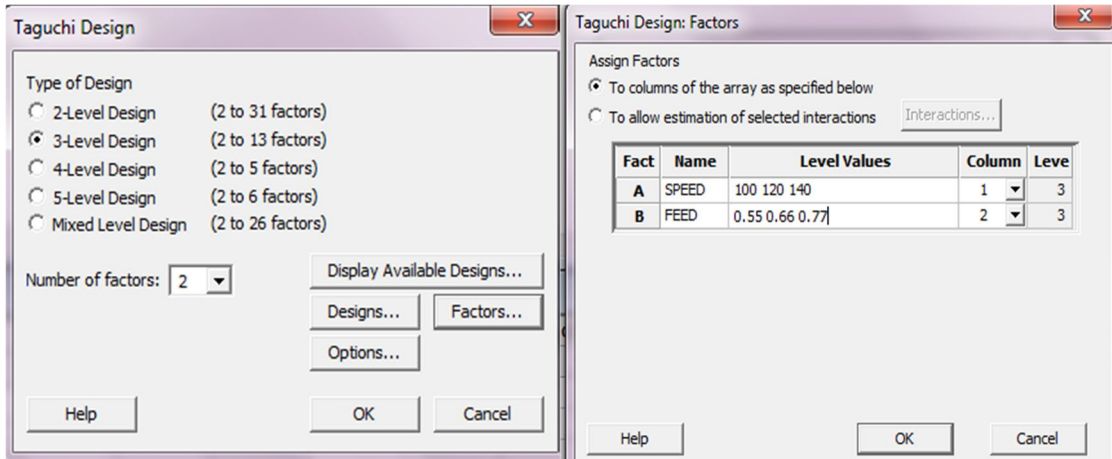 Taguchi Design
Type of Design
2-Level Design (2 to 31 factors)
3-Level Design (2 to 13 factors)
4-Level Design (2 to 5 factors)
5-Level Design (2 to 6 factors)
Mixed Level Design (2 to 26 factors)
Number of factors: 2
Display Available Designs...
Designs... Factors...
Options...
Help OK Cancel
Taguchi Design: Factors
Assign Factors
To columns of the array as specified below
To allow estimation of selected interactions Interactions...
Fact Name Level Values Column Leve
A SPEED 100 120 140 1 3
B FEED 0.55 0.66 0.77 2 3
Help OK Cancel